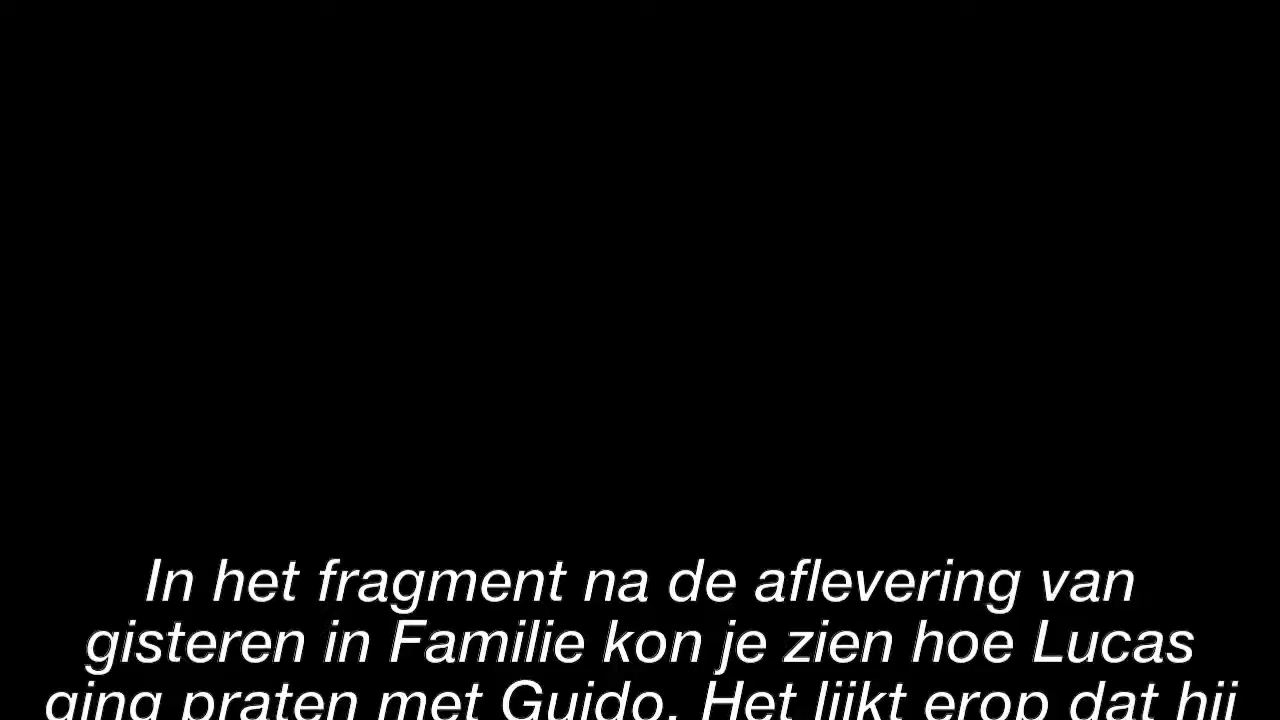 In het fragment na de aflevering van
gisteren in Familie kon je zien hoe Lucas
ging praten met Guido. Het lijkt erop dat hij